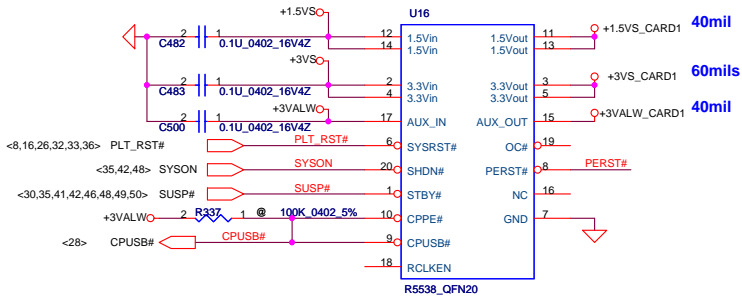 U16
+1.5VS
+1.5VS_CARD1 40mil
2 1 12 1.5Vin 1.5Vout 11
C482 0.1U_0402_16V4Z 14 1.5Vin 1.5Vout 13
+3VS
+3VS_CARD1 60mils
2 1 2 3.3Vin 3.3Vout 3
C483 0.1U_0402_16V4Z 4 3.3Vin 3.3Vout 5
+3VALW
+3VALW_CARD1 40mil
2 1 17 AUX_IN AUX_OUT 15
C500 0.1U_0402_16V4Z
<8,16,26,32,33,36> PLT_RST# PLT_RST# 6 SYSRST# OC# 19
<35,42,48> SYSON SYSON 20 SHDN# PERST# 8 PERST#
<30,35,41,42,46,48,49,50> SUSP# SUSP# 1 STBY# NC 16
+3VALW 2 R337 1 @ 100K_0402_5% 10 CPPE# GND 7
<28> CPUSB# CPUSB# 9 CPUSB#
18 RCLKEN
R5538_QFN20